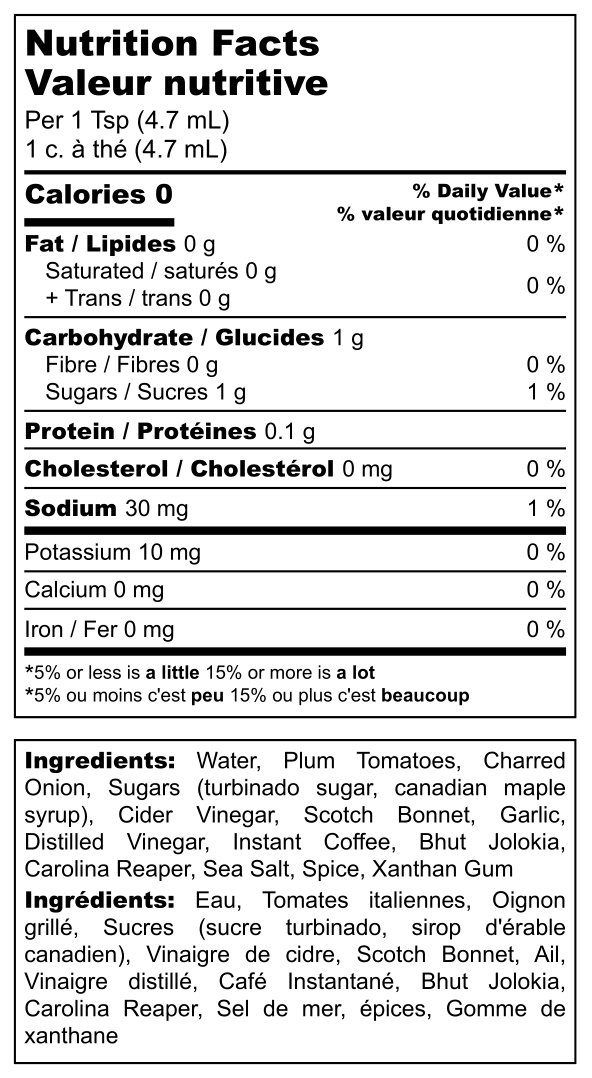 Nutrition Facts
Valeur nutritive
Per 1 Tsp (4.7 mL)
1 c. à thé (4.7 mL)
Calories 0
% Daily Value*
% valeur quotidienne*
Fat / Lipides 0 g 0 %
Saturated / saturés 0 g
+ Trans / trans 0 g 0 %
Carbohydrate / Glucides 1 g
Fibre / Fibres 0 g 0 %
Sugars / Sucres 1 g 1 %
Protein / Protéines 0.1 g
Cholesterol / Cholestérol 0 mg 0 %
Sodium 30 mg 1 %
Potassium 10 mg 0 %
Calcium 0 mg 0 %
Iron / Fer 0 mg 0 %
*5% or less is a little 15% or more is a lot
*5% ou moins c'est peu 15% ou plus c'est beaucoup
Ingredients: Water, Plum Tomatoes, Charred
Onion, Sugars (turbinado sugar, canadian maple
syrup), Cider Vinegar, Scotch Bonnet, Garlic,
Distilled Vinegar, Instant Coffee, Bhut Jolokia,
Carolina Reaper, Sea Salt, Spice, Xanthan Gum
Ingrédients: Eau, Tomates italiennes, Oignon
grillé, Sucres (sucre turbinado, sirop d'érable
canadien), Vinaigre de cidre, Scotch Bonnet, Ail,
Vinaigre distillé, Café Instantané, Bhut Jolokia,
Carolina Reaper, Sel de mer, épices, Gomme de
xanthane